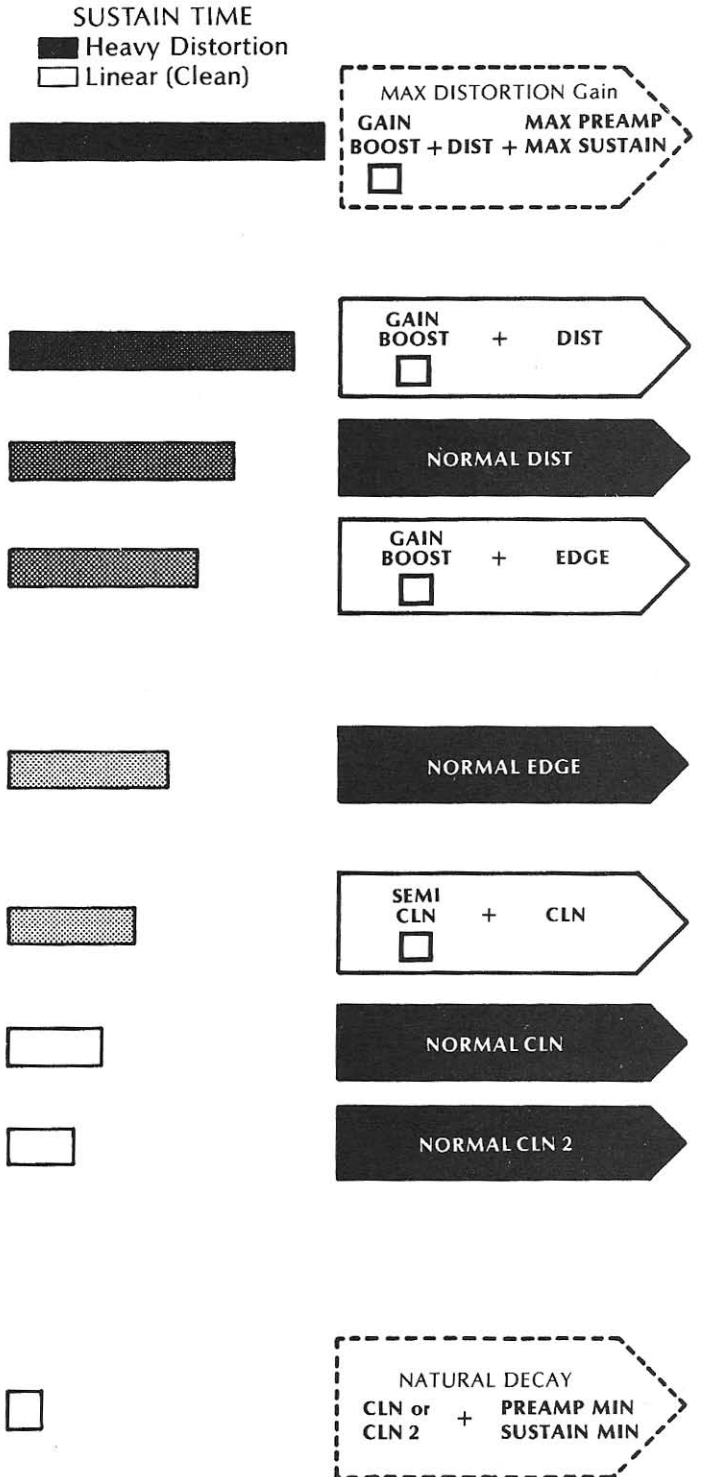 SUSTAIN TIME
Heavy Distortion
Linear (Clean)
MAX DISTORTION Gain
GAIN MAX PREAMP
BOOST + DIST + MAX SUSTAIN
GAIN
BOOST + DIST
NORMAL DIST
GAIN
BOOST + EDGE
NORMAL EDGE
SEMI
CLN + CLN
NORMAL CLN
NORMAL CLN 2
NATURAL DECAY
CLN or + PREAMP MIN
CLN 2 SUSTAIN MIN